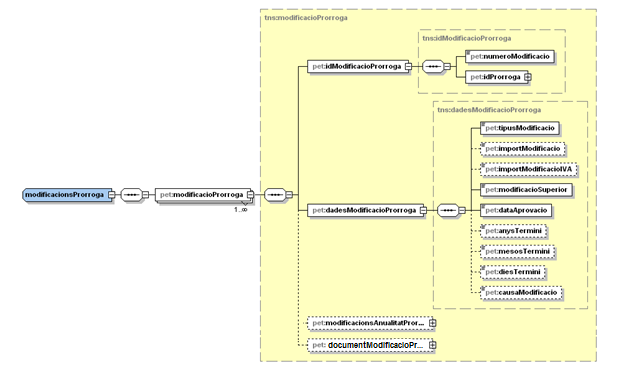 tns:modificacioProrroga
tns:idModificacioProrroga
pet:numeroModificacio
pet:idModificacioProrroga
pet:idProrroga
tns:dadesModificacioProrroga
pet:tipusModificacio
pet:importModificacio
pet:importModificacioIVA
modificacionsProrroga
pet:modificacioProrroga
pet:modificacioSuperior
1..∞
pet:dadesModificacioProrroga
pet:dataAprovacio
pet:anysTermini
pet:mesosTermini
pet:diesTermini
pet:causaModificacio
pet:modificacionsAnualitatPror...
pet: documentModificacioPr...